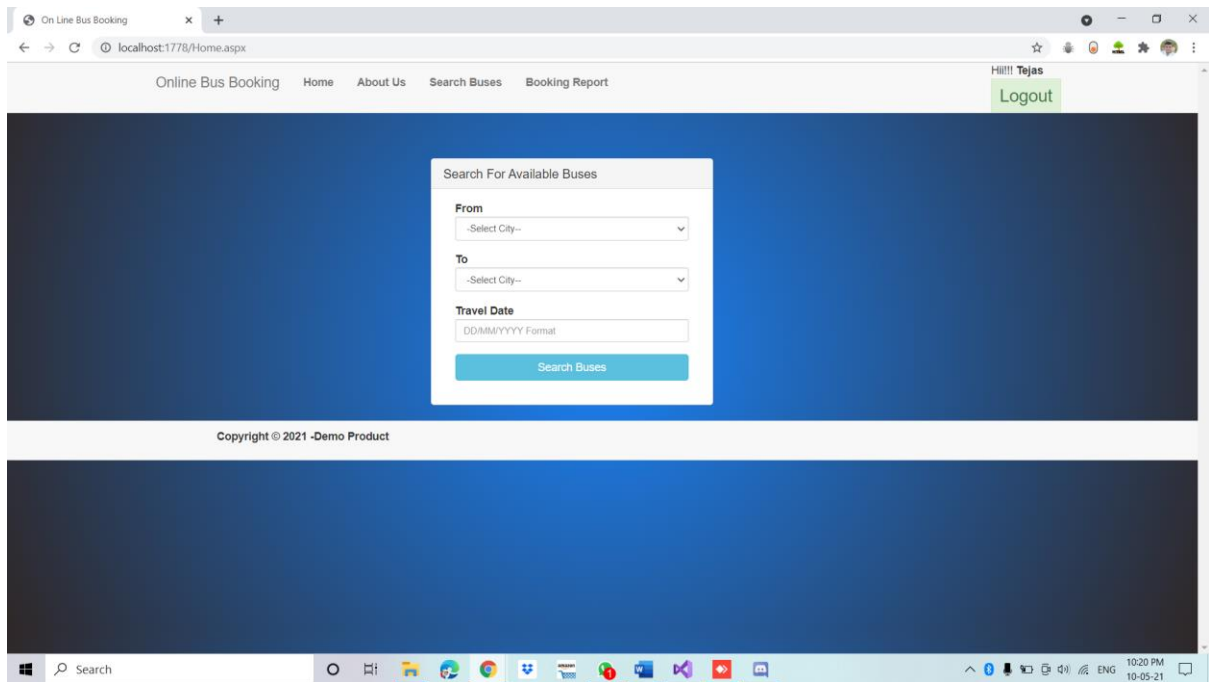 On Line Bus Booking
localhost:1778/Home.aspx
Online Bus Booking Home About Us Search Buses Booking Report
Hii!!! Tejas
Logout
Search For Available Buses
From
-Select City--
To
-Select City--
Travel Date
DD/MM/YYYY Format
Search Buses
Copyright © 2021 -Demo Product
Search
ENG
10:20 PM
10-05-21